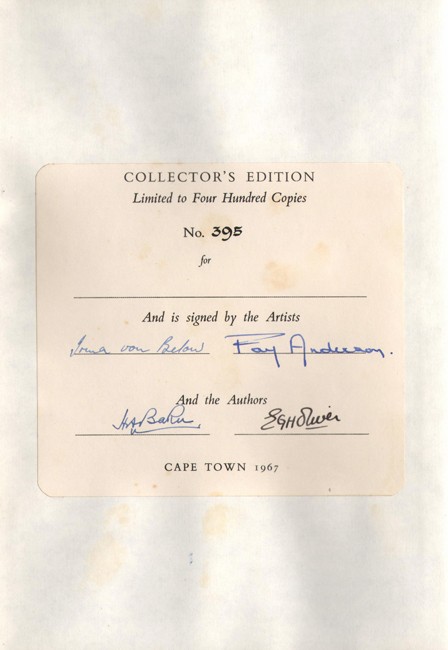 COLLECTOR'S EDITION
Limited to Four Hundred Copies
No. 395
for
And is signed by the Artists
Irma von Below Fay Anderson.
And the Authors
H A Baker EGHOliver
CAPE TOWN 1967